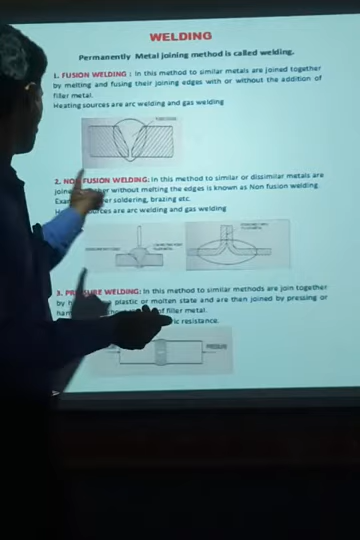 WELDING
Permanently Metal joining method is called welding.
1. FUSION WELDING : In this method to similar metals are joined together
by melting and fusing their joining edges with or without the addition of
filler metal.
Heating sources are arc welding and gas welding
2. NON FUSION WELDING: In this method to similar or dissimilar metals are
without melting the edges is known as Non fusion welding.
soldering, brazing etc.
are arc welding and gas welding
3. WELDING: In this method to similar methods are join together
by plastic or molten state and are then joined by pressing or
of filler metal.
resistance.
PRESSURE